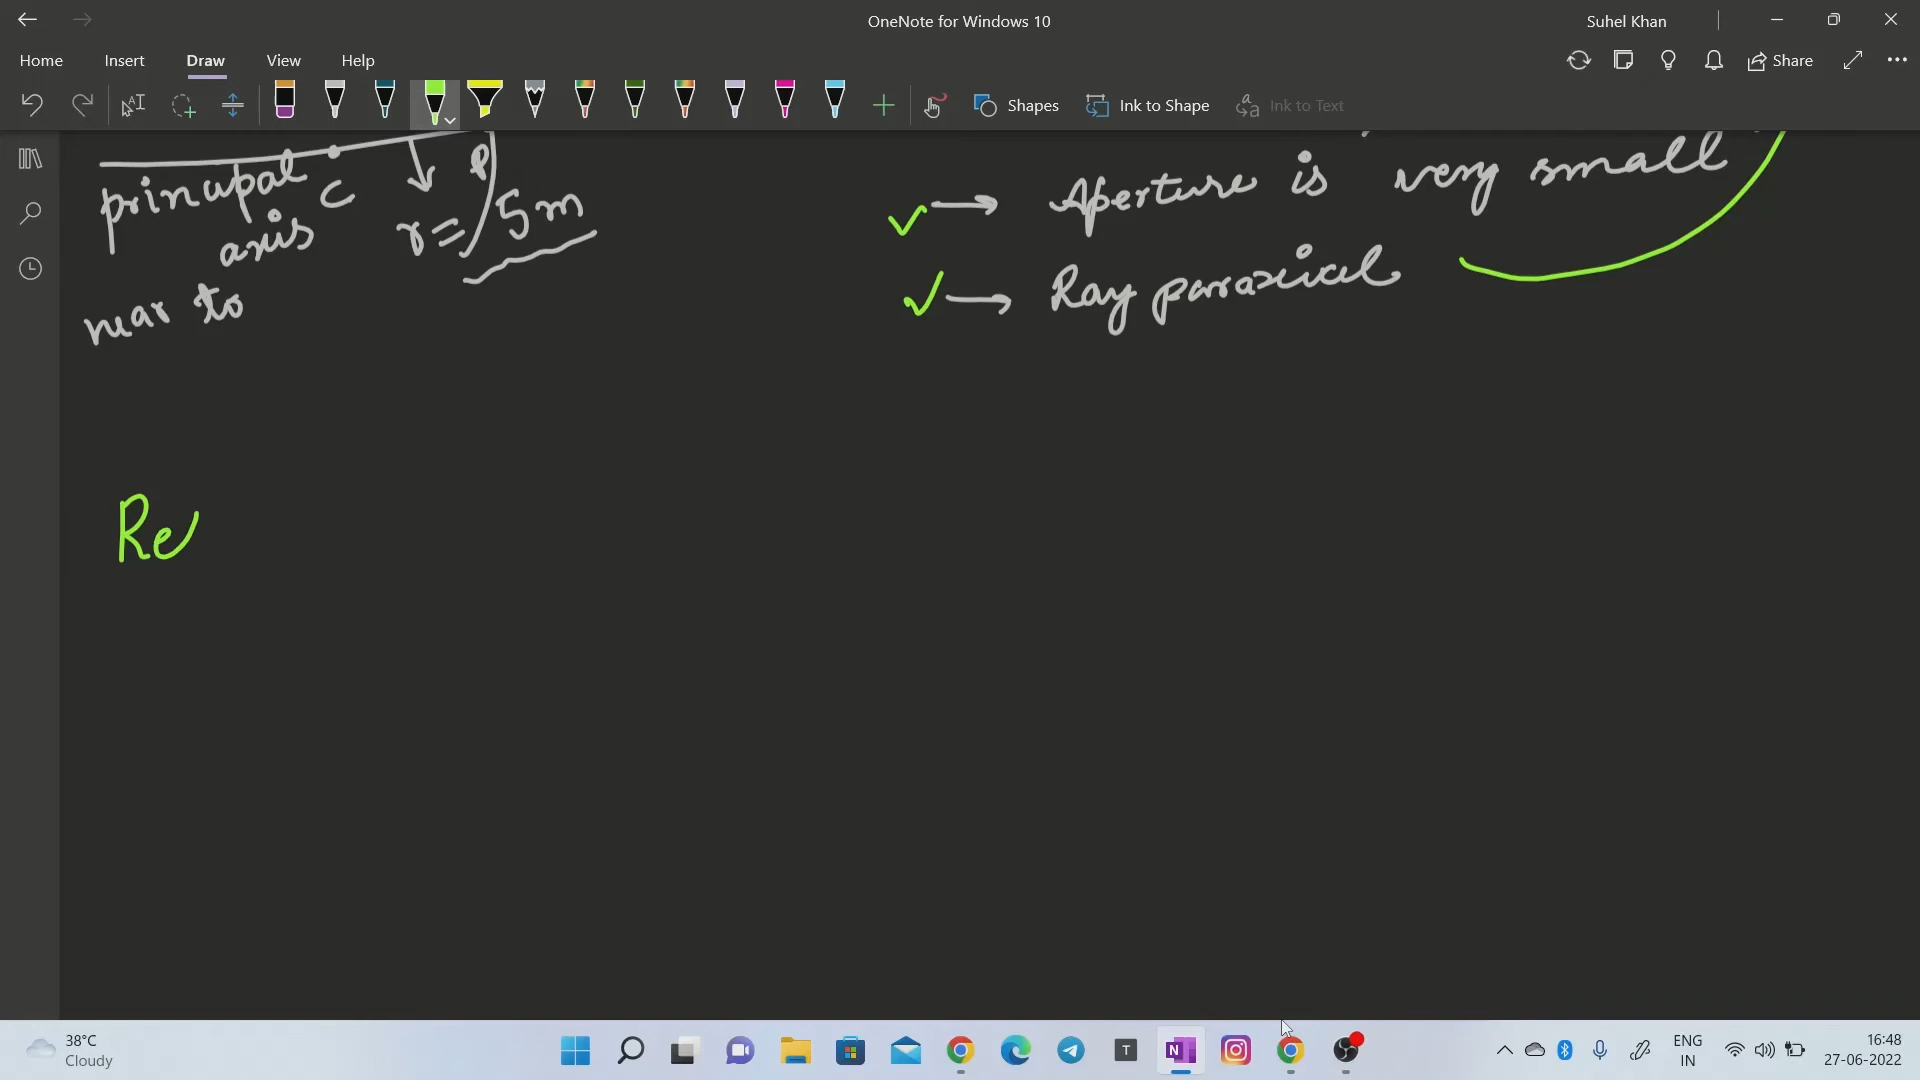 OneNote for Windows 10
Suhel Khan
Home Insert Draw View Help
Share
Shapes Ink to Shape Ink to Text
prinupal c P
axis r= 5m
near to
Aperture is very small
Ray paraxical
Re
38°C
Cloudy
ENG
IN
16:48
27-06-2022